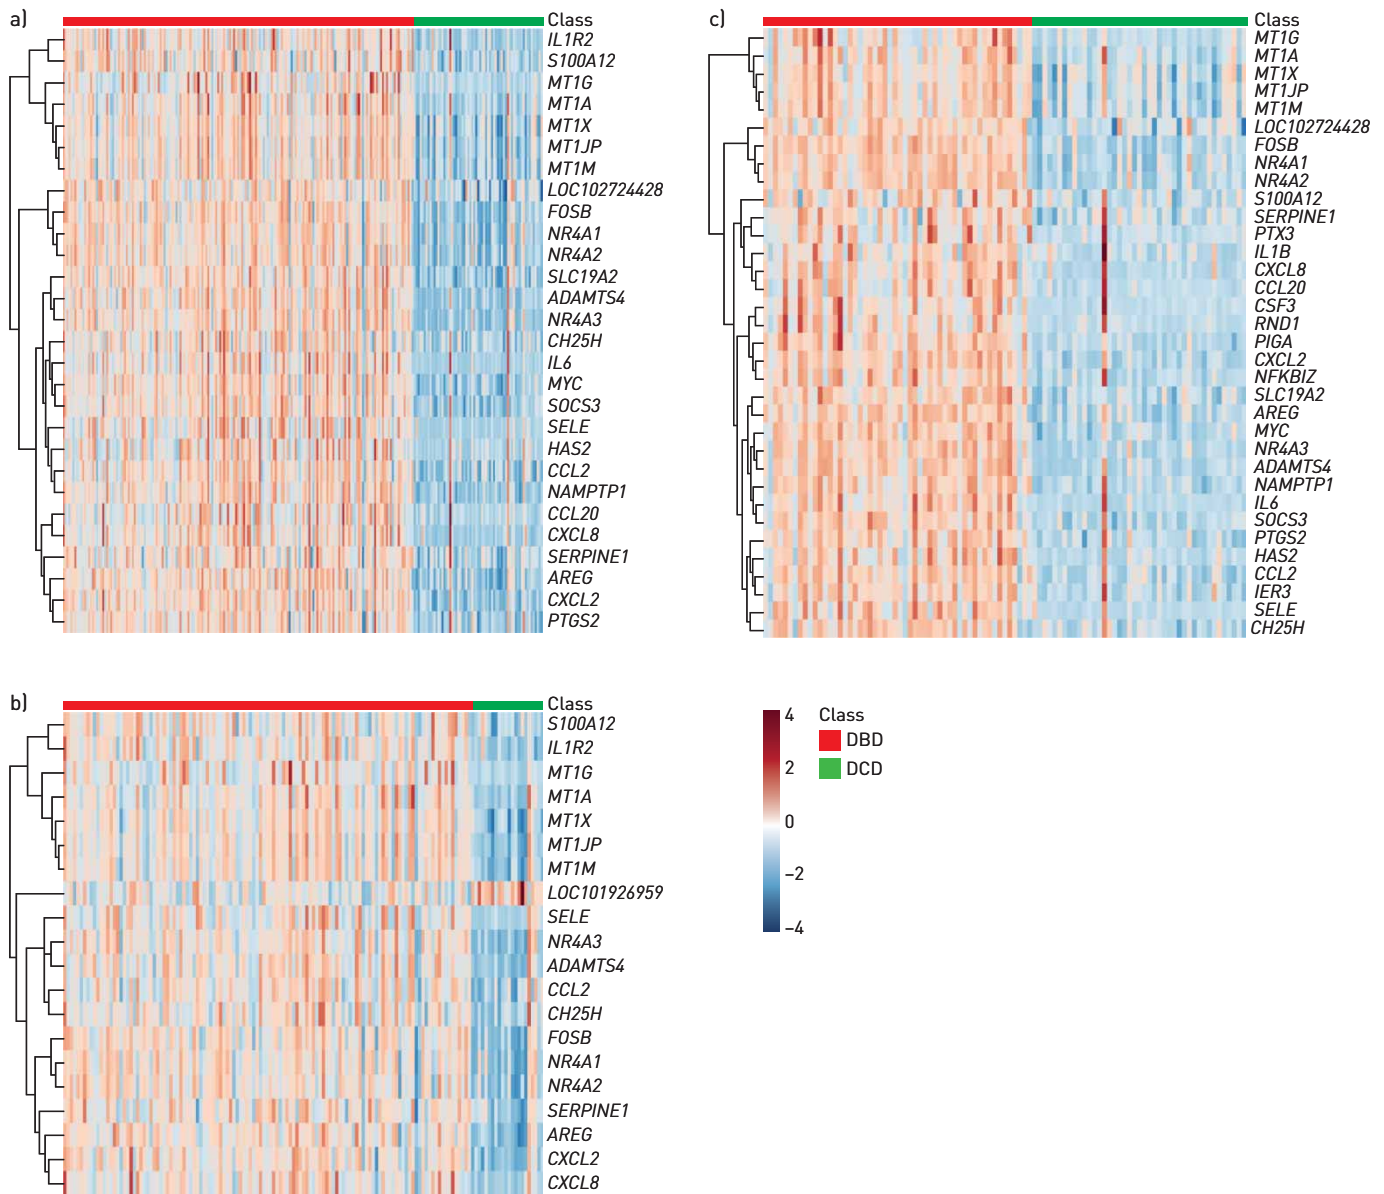 a)
Class
IL1R2
S100A12
MT1G
MT1A
MT1X
MT1JP
MT1M
LOC102724428
FOSB
NR4A1
NR4A2
SLC19A2
ADAMTS4
NR4A3
CH25H
IL6
MYC
SOCS3
SELE
HAS2
CCL2
NAMPTP1
CCL20
CXCL8
SERPINE1
AREG
CXCL2
PTGS2
c)
Class
MT1G
MT1A
MT1X
MT1JP
MT1M
LOC102724428
FOSB
NR4A1
NR4A2
S100A12
SERPINE1
PTX3
IL1B
CXCL8
CCL20
CSF3
RND1
PIGA
CXCL2
NFKBIZ
SLC19A2
AREG
MYC
NR4A3
ADAMTS4
NAMPTP1
IL6
SOCS3
PTGS2
HAS2
CCL2
IER3
SELE
CH25H
b)
Class
S100A12
IL1R2
MT1G
MT1A
MT1X
MT1JP
MT1M
LOC101926959
SELE
NR4A3
ADAMTS4
CCL2
CH25H
FOSB
NR4A1
NR4A2
SERPINE1
AREG
CXCL2
CXCL8
4
2
0
−2
−4
Class
DBD
DCD